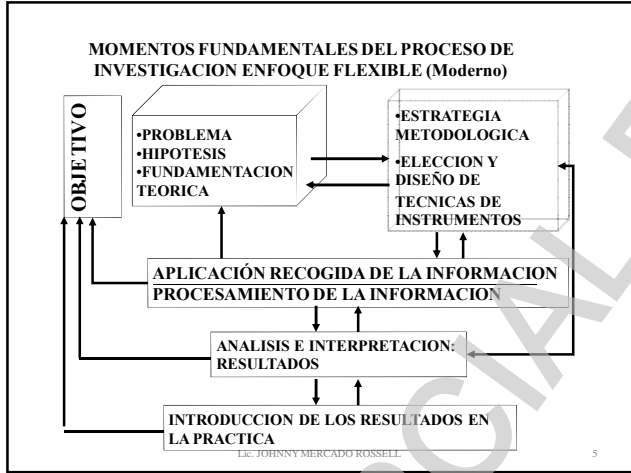 MOMENTOS FUNDAMENTALES DEL PROCESO DE
INVESTIGACION ENFOQUE FLEXIBLE (Moderno)
OBJETIVO
•PROBLEMA
•HIPOTESIS
•FUNDAMENTACION
TEORICA
•ESTRATEGIA
METODOLOGICA
•ELECCION Y
DISEÑO DE
TECNICAS DE
INSTRUMENTOS
APLICACIÓN RECOGIDA DE LA INFORMACION
PROCESAMIENTO DE LA INFORMACION
ANALISIS E INTERPRETACION:
RESULTADOS
INTRODUCCION DE LOS RESULTADOS EN
LA PRACTICA
Lic. JOHNNY MERCADO ROSSELL
5